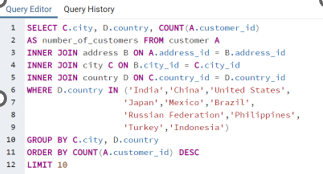 Query Editor Query History
1 SELECT C.city, D.country, COUNT(A.customer_id)
2 AS number_of_customers FROM customer A
3 INNER JOIN address B ON A.address_id = B.address_id
4 INNER JOIN city C ON B.city_id = C.city_id
5 INNER JOIN country D ON C.country_id = D.country_id
6 WHERE D.country IN ('India','China','United States',
7 'Japan','Mexico','Brazil',
8 'Russian Federation','Philippines',
9 'Turkey','Indonesia')
10 GROUP BY C.city, D.country
11 ORDER BY COUNT(A.customer_id) DESC
12 LIMIT 10